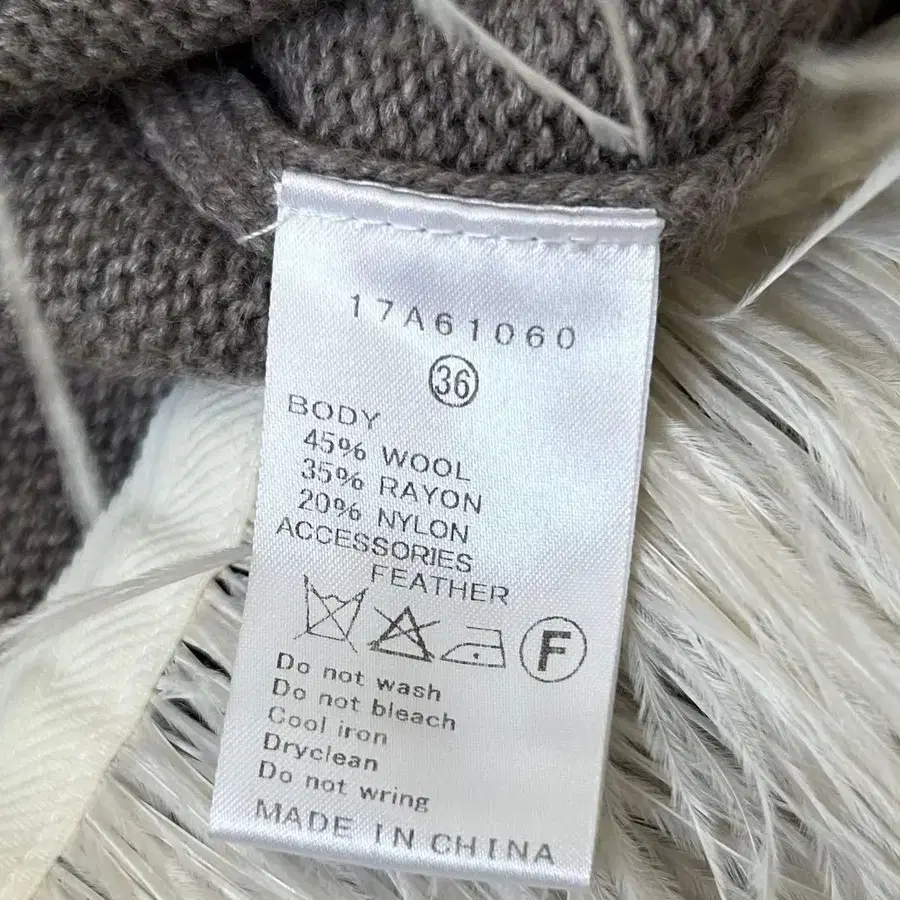 17A61060
36
BODY
45% WOOL
35% RAYON
20% NYLON
ACCESSORIES
FEATHER
F
Do not wash
Do not bleach
Cool iron
Dryclean
Do not wring
MADE IN CHINA